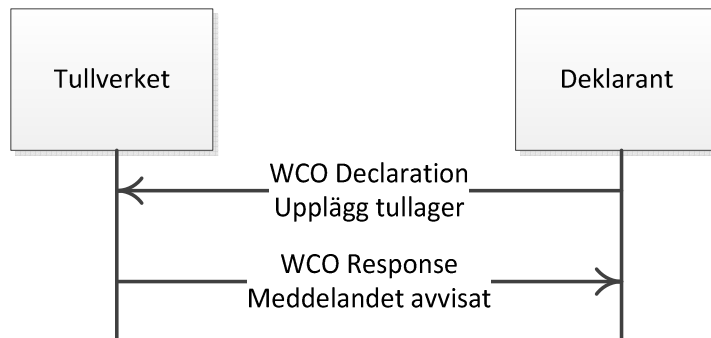 Tullverket
Deklarant
WCO Declaration
Upplägg tullager
WCO Response
Meddelandet avvisat